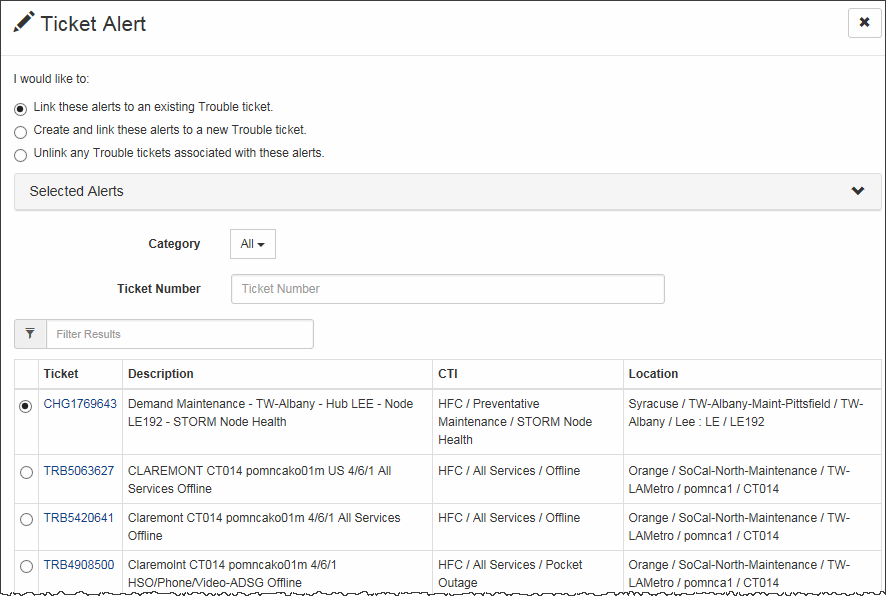 Ticket Alert
I would like to:
Link these alerts to an existing Trouble ticket.
Create and link these alerts to a new Trouble ticket.
Unlink any Trouble tickets associated with these alerts.
Selected Alerts
Category All
Ticket Number Ticket Number
Filter Results
Ticket Description CTI Location
CHG1769643 Demand Maintenance - TW-Albany - Hub LEE - Node HFC / Preventative Syracuse / TW-Albany-Maint-Pittsfield / TW-
LE192 - STORM Node Health Maintenance / STORM Node Albany / Lee : LE / LE192
Health
TRB5063627 CLAREMONT CT014 pomncako01m US 4/6/1 All HFC / All Services / Offline Orange / SoCal-North-Maintenance / TW-
Services Offline LAMetro / pomnca1 / CT014
TRB5420641 Claremont CT014 pomncako01m 4/6/1 All Services HFC / All Services / Offline Orange / SoCal-North-Maintenance / TW-
Offline LAMetro / pomnca1 / CT014
TRB4908500 Claremolnt CT014 pomncako01m 4/6/1 HFC / All Services / Pocket Orange / SoCal-North-Maintenance / TW-
HSO/Phone/Video-ADSG Offline Outage LAMetro / pomnca1 / CT014